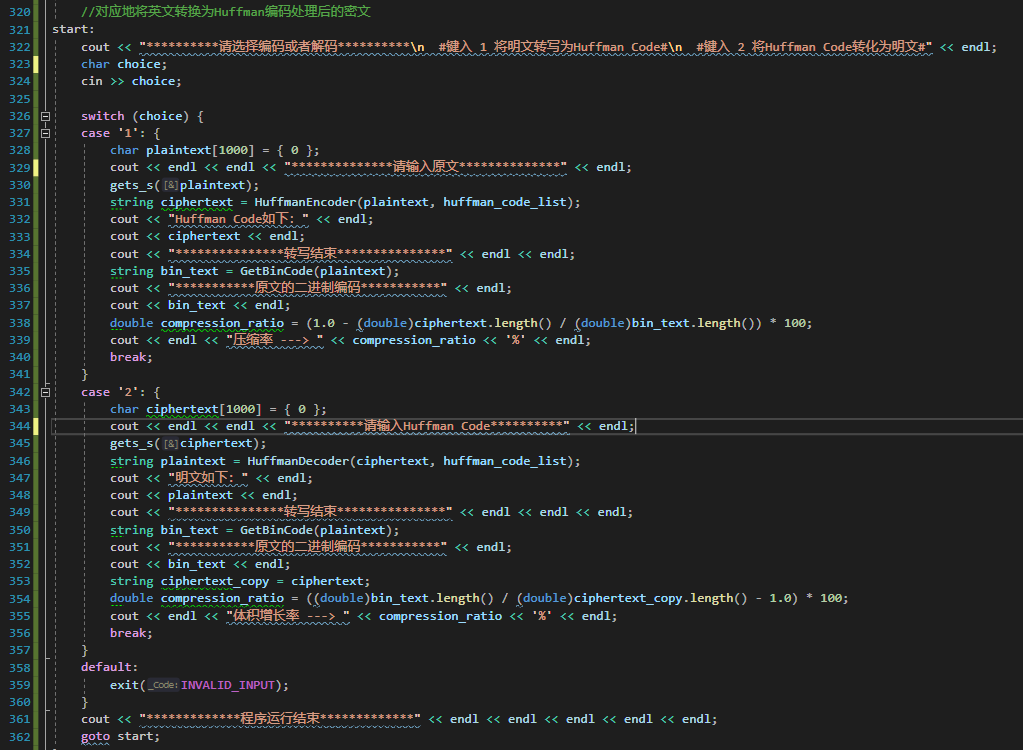 320 //对应地将英文转换为Huffman编码处理后的密文
321 start:
322 cout << "**********请选择编码或者解码**********\n  #键入 1 将明文转写为Huffman Code#\n  #键入 2 将Huffman Code转化为明文#" << endl;
323 char choice;
324 cin >> choice;
325
326 switch (choice) {
327 case '1': {
328 char plaintext[1000] = { 0 };
329 cout << endl << endl << "**************请输入原文**************" << endl;
330 gets_s([&]plaintext);
331 string ciphertext = HuffmanEncoder(plaintext, huffman_code_list);
332 cout << "Huffman Code如下: " << endl;
333 cout << ciphertext << endl;
334 cout << "***************转写结束***************" << endl << endl;
335 string bin_text = GetBinCode(plaintext);
336 cout << "***********原文的二进制编码***********" << endl;
337 cout << bin_text << endl;
338 double compression_ratio = (1.0 - (double)ciphertext.length() / (double)bin_text.length()) * 100;
339 cout << endl << "压缩率 ---> " << compression_ratio << '%' << endl;
340 break;
341 }
342 case '2': {
343 char ciphertext[1000] = { 0 };
344 cout << endl << endl << "**********请输入Huffman Code**********" << endl;
345 gets_s([&]ciphertext);
346 string plaintext = HuffmanDecoder(ciphertext, huffman_code_list);
347 cout << "明文如下: " << endl;
348 cout << plaintext << endl;
349 cout << "***************转写结束***************" << endl << endl << endl;
350 string bin_text = GetBinCode(plaintext);
351 cout << "***********原文的二进制编码***********" << endl;
352 cout << bin_text << endl;
353 string ciphertext_copy = ciphertext;
354 double compression_ratio = ((double)bin_text.length() / (double)ciphertext_copy.length() - 1.0) * 100;
355 cout << endl << "体积增长率 ---> " << compression_ratio << '%' << endl;
356 break;
357 }
358 default:
359 exit(_Code:INVALID_INPUT);
360 }
361 cout << "*************程序运行结束*************" << endl << endl << endl << endl << endl;
362 goto start;